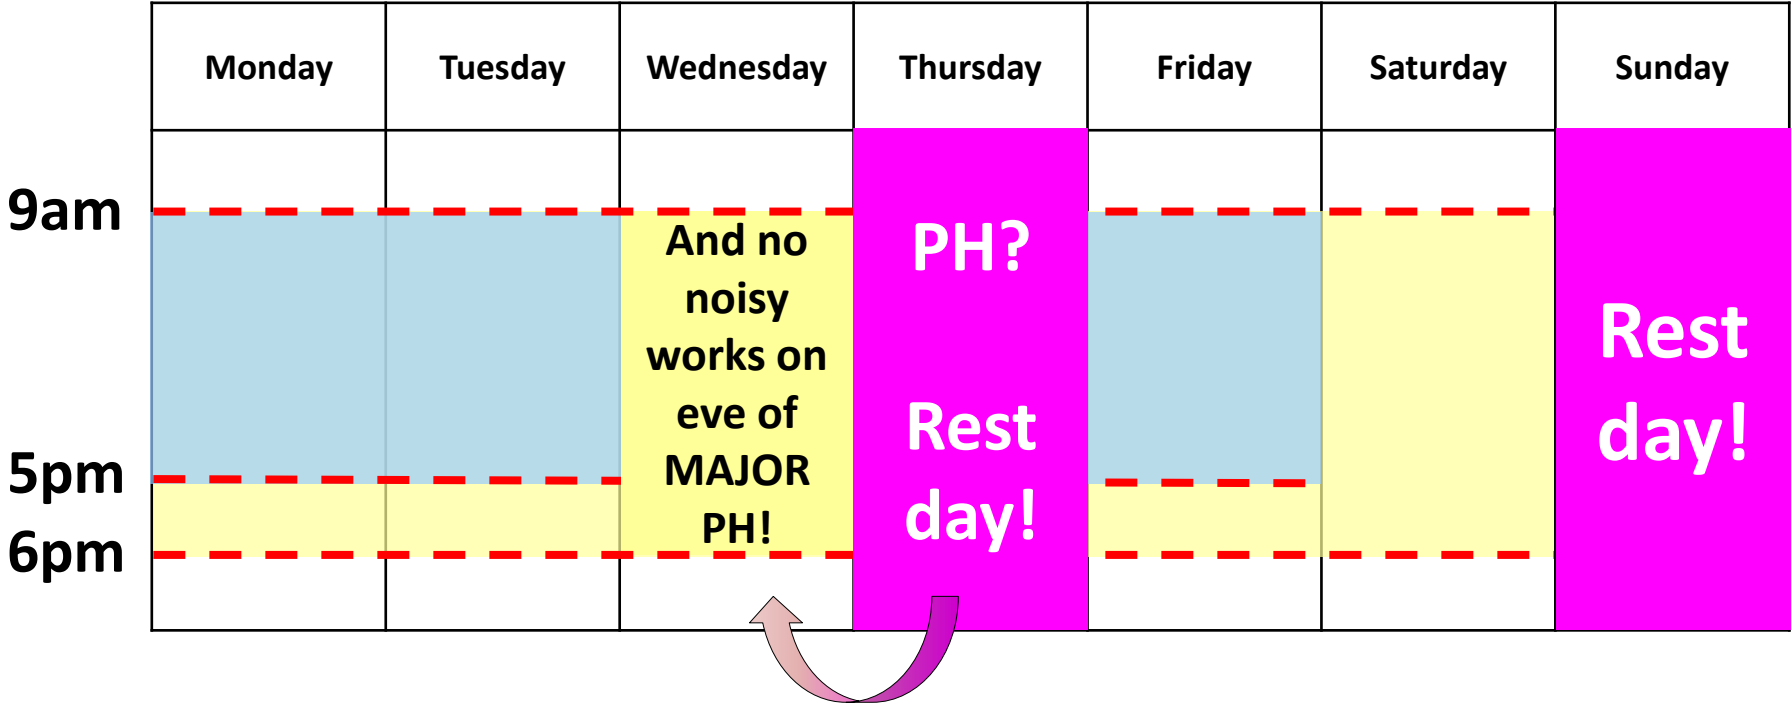 Monday Tuesday Wednesday Thursday Friday Saturday Sunday
9am
5pm
6pm
And no
noisy
works on
eve of
MAJOR
PH!
PH?
Rest
day!
Rest
day!